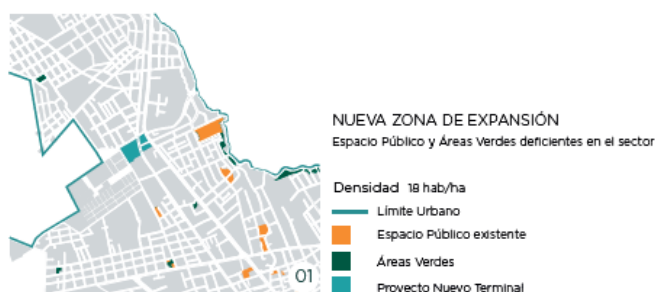 NUEVA ZONA DE EXPANSIÓN
Espacio Público y Áreas Verdes deficientes en el sector
Densidad 18 hab/ha
Límite Urbano
Espacio Público existente
Áreas Verdes
Proyecto Nuevo Terminal
01